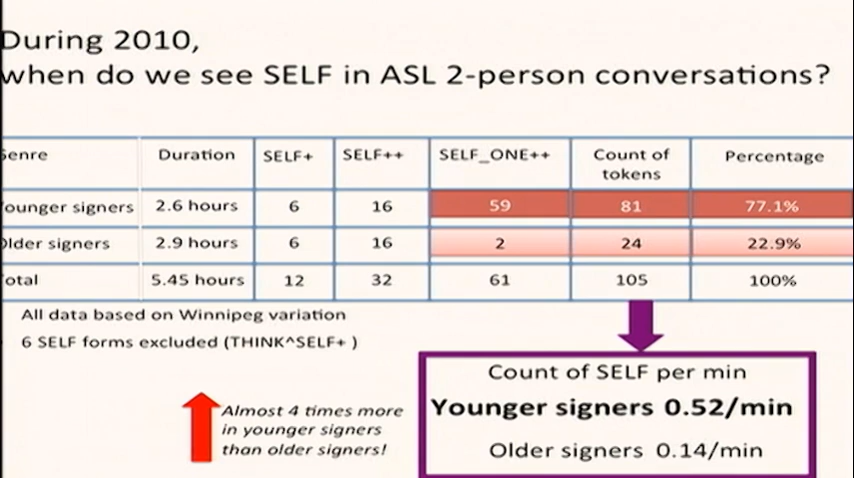 During 2010,
when do we see SELF in ASL 2-person conversations?
Genre Duration SELF+ SELF++ SELF_ONE++ Count of tokens Percentage
ounger signers 2.6 hours 6 16 59 81 77.1%
Older signers 2.9 hours 6 16 2 24 22.9%
otal 5.45 hours 12 32 61 105 100%
All data based on Winnipeg variation
6 SELF forms excluded (THINK^SELF+ )
Almost 4 times more
in younger signers
than older signers!
Count of SELF per min
Younger signers 0.52/min
Older signers 0.14/min